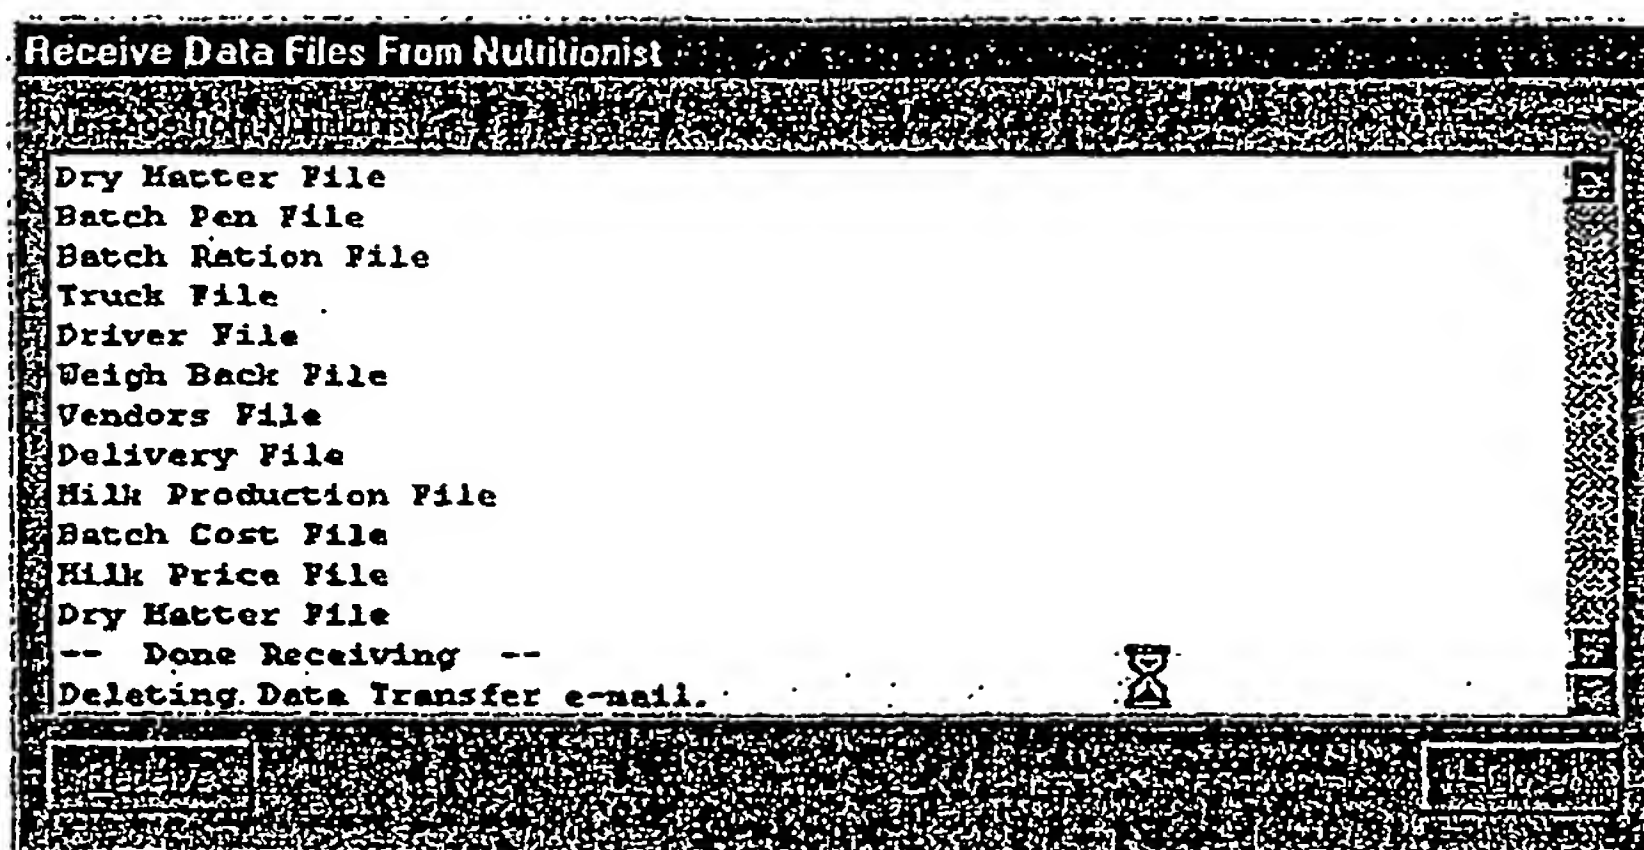 Receive Data Files From Nutritionist
Dry Matter File
Batch Pen File
Batch Ration File
Truck File
Driver File
Weigh Back File
Vendors File
Delivery File
Milk Production File
Batch Cost File
Milk Price File
Dry Matter File
-- Done Receiving --
Deleting Data Transfer e-mail.